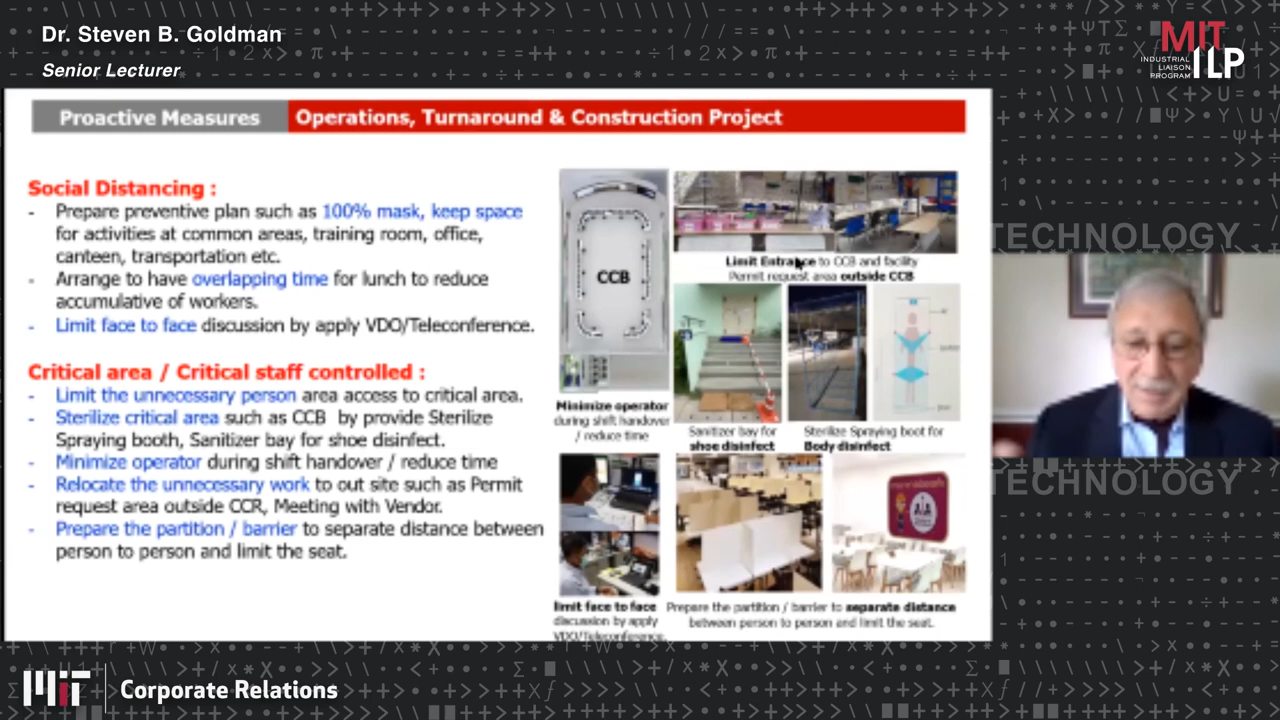 Dr. Steven B. Goldman
Senior Lecturer
MIT
INDUSTRIAL
LIAISON
PROGRAM
ILP
Proactive Measures
Operations, Turnaround & Construction Project
Social Distancing :
- Prepare preventive plan such as 100% mask, keep space
for activities at common areas, training room, office,
canteen, transportation etc.
- Arrange to have overlapping time for lunch to reduce
accumulative of workers.
- Limit face to face discussion by apply VDO/Teleconference.
Critical area / Critical staff controlled :
- Limit the unnecessary person area access to critical area.
- Sterilize critical area such as CCB by provide Sterilize
Spraying booth, Sanitizer bay for shoe disinfect.
- Minimize operator during shift handover / reduce time
- Relocate the unnecessary work to out site such as Permit
request area outside CCR, Meeting with Vendor.
- Prepare the partition / barrier to separate distance between
person to person and limit the seat.
CCB
Minimize operator
during shift handover
/ reduce time
Limit Entrance to CCB and facility
Permit request area outside CCB
Sanitizer bay for
shoe disinfect
Sterilize Spraying boot for
Body disinfect
limit face to face
discussion by apply
VDO/Teleconference.
Prepare the partition / barrier to separate distance
between person to person and limit the seat.
TECHNOLOGY
TECHNOLOGY
MIT
Corporate Relations